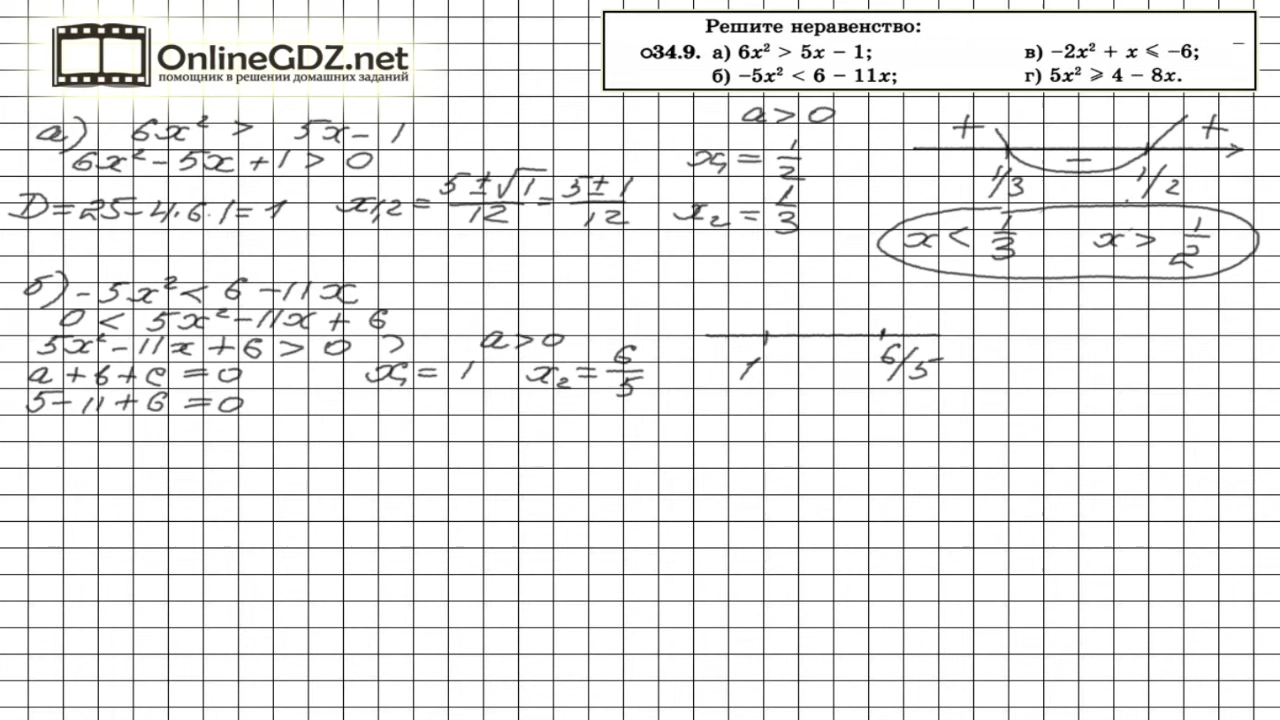 OnlineGDZ.net
помощник в решении домашних заданий
Решите неравенство:
О34.9. а) 6x² > 5x − 1; в) −2x² + x ⩽ −6;
б) −5x² < 6 − 11x; г) 5x² ⩾ 4 − 8x.
а) 6x² > 5x − 1
6x² − 5x + 1 > 0
D = 25 − 4·6·1 = 1 x₁,₂ = (5 ± √1)/12 = (5 ± 1)/12
a > 0
x₁ = 1/2
x₂ = 1/3
+ − +
1/3 1/2
x < 1/3 x > 1/2
б) −5x² < 6 − 11x
0 < 5x² − 11x + 6
5x² − 11x + 6 > 0 a > 0
a + b + c = 0 x₁ = 1 x₂ = 6/5
5 − 11 + 6 = 0
1 6/5